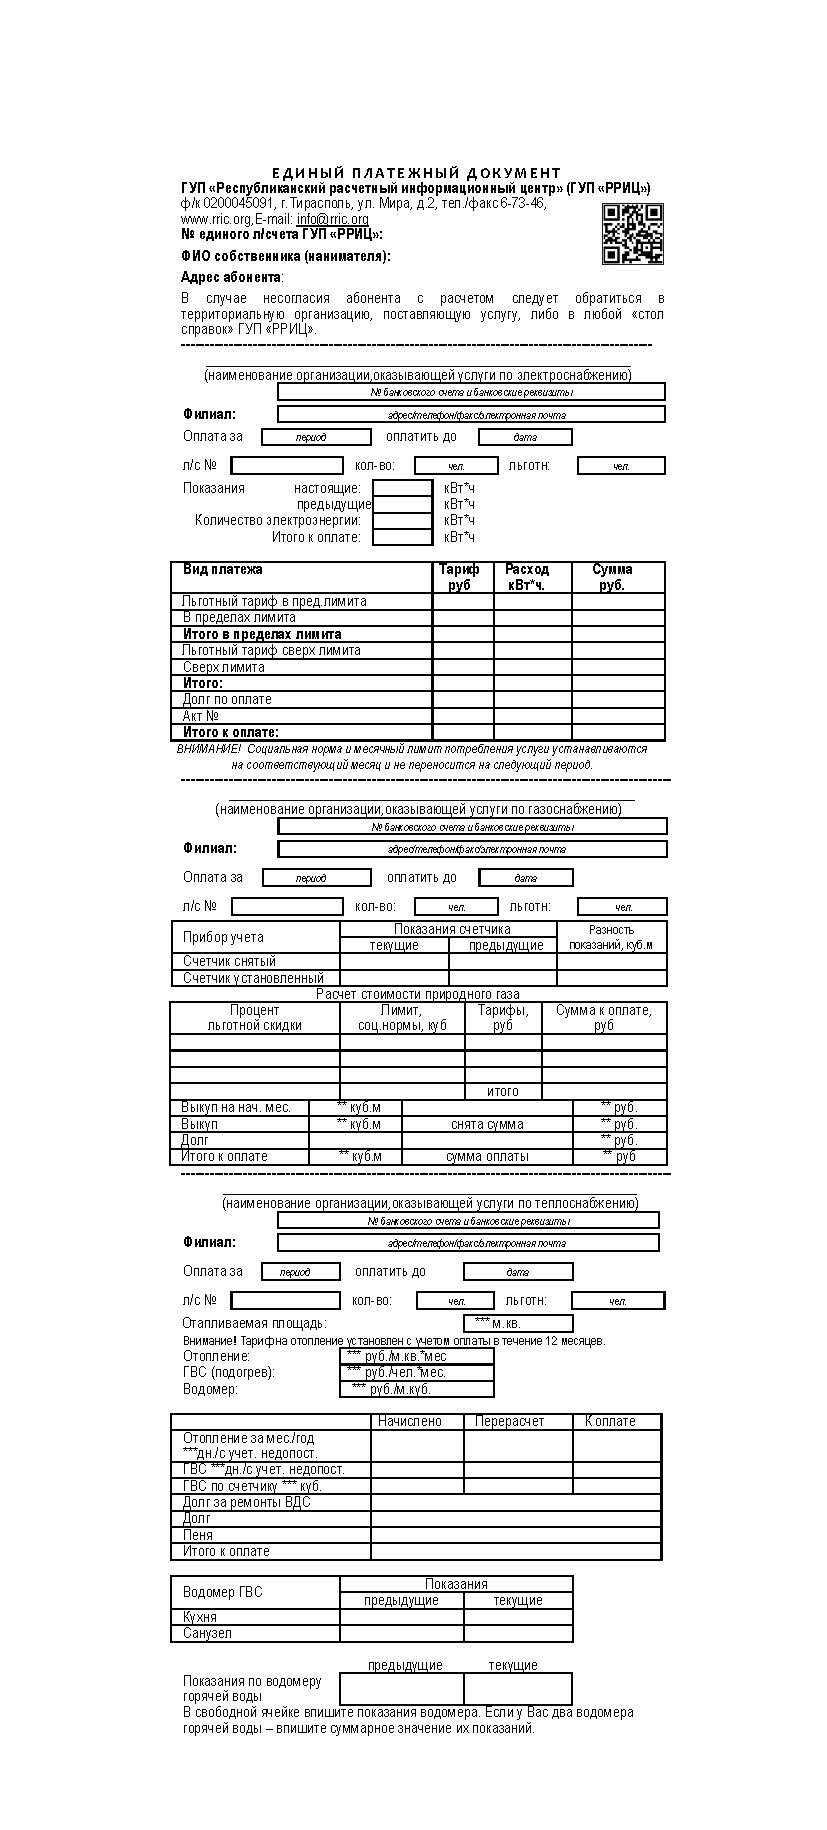 ЕДИНЫЙ ПЛАТЕЖНЫЙ ДОКУМЕНТ
ГУП «Республиканский расчетный информационный центр» (ГУП «РРИЦ»)
ф/к 0200045091, г. Тирасполь, ул. Мира, д.2, тел./факс 6-73-46,
www.rric.org,E-mail: info@rric.org
№ единого л/счета ГУП «РРИЦ»:
ФИО собственника (нанимателя):
Адрес абонента:
В случае несогласия абонента с расчетом следует обратиться в
территориальную организацию, поставляющую услугу, либо в любой «стол
справок» ГУП «РРИЦ».
(наименование организации,оказывающей услуги по электроснабжению)
№ банковского счета и банковские реквизиты
Филиал: адрес/телефон/факс/электронная почта
Оплата за период оплатить до дата
л/с № кол-во: чел. льготн: чел.
Показания настоящие: кВт*ч
предыдущие кВт*ч
Количество электроэнергии: кВт*ч
Итого к оплате: кВт*ч
Вид платежа Тариф Расход Сумма
руб кВт*ч. руб.
Льготный тариф в пред.лимита
В пределах лимита
Итого в пределах лимита
Льготный тариф сверх лимита
Сверх лимита
Итого:
Долг по оплате
Акт №
Итого к оплате:
ВНИМАНИЕ! Социальная норма и месячный лимит потребления услуги устанавливаются
на соответствующий месяц и не переносится на следующий период.
(наименование организации,оказывающей услуги по газоснабжению)
№ банковского счета и банковские реквизиты
Филиал: адрес/телефон/факс/электронная почта
Оплата за период оплатить до дата
л/с № кол-во: чел. льготн: чел.
Прибор учета Показания счетчика Разность
текущие предыдущие показаний, куб.м
Счетчик снятый
Счетчик установленный
Расчет стоимости природного газа
Процент Лимит, Тарифы, Сумма к оплате,
льготной скидки соц.нормы, куб руб руб
итого
Выкуп на нач. мес. ** куб.м ** руб.
Выкуп ** куб.м снята сумма ** руб.
Долг ** руб.
Итого к оплате ** куб.м сумма оплаты ** руб
(наименование организации,оказывающей услуги по теплоснабжению)
№ банковского счета и банковские реквизиты
Филиал: адрес/телефон/факс/электронная почта
Оплата за период оплатить до дата
л/с № кол-во: чел. льготн: чел.
Отапливаемая площадь: *** м.кв.
Внимание! Тариф на отопление установлен с учетом оплаты в течение 12 месяцев.
Отопление: *** руб./м.кв.*мес
ГВС (подогрев): *** руб./чел.*мес.
Водомер: *** руб./м.куб.
Начислено Перерасчет К оплате
Отопление за мес./год
***дн./с учет. недопост.
ГВС ***дн./с учет. недопост.
ГВС по счетчику *** куб.
Долг за ремонты ВДС
Долг
Пеня
Итого к оплате
Водомер ГВС Показания
предыдущие текущие
Кухня
Санузел
предыдущие текущие
Показания по водомеру
горячей воды
В свободной ячейке впишите показания водомера. Если у Вас два водомера
горячей воды – впишите суммарное значение их показаний.